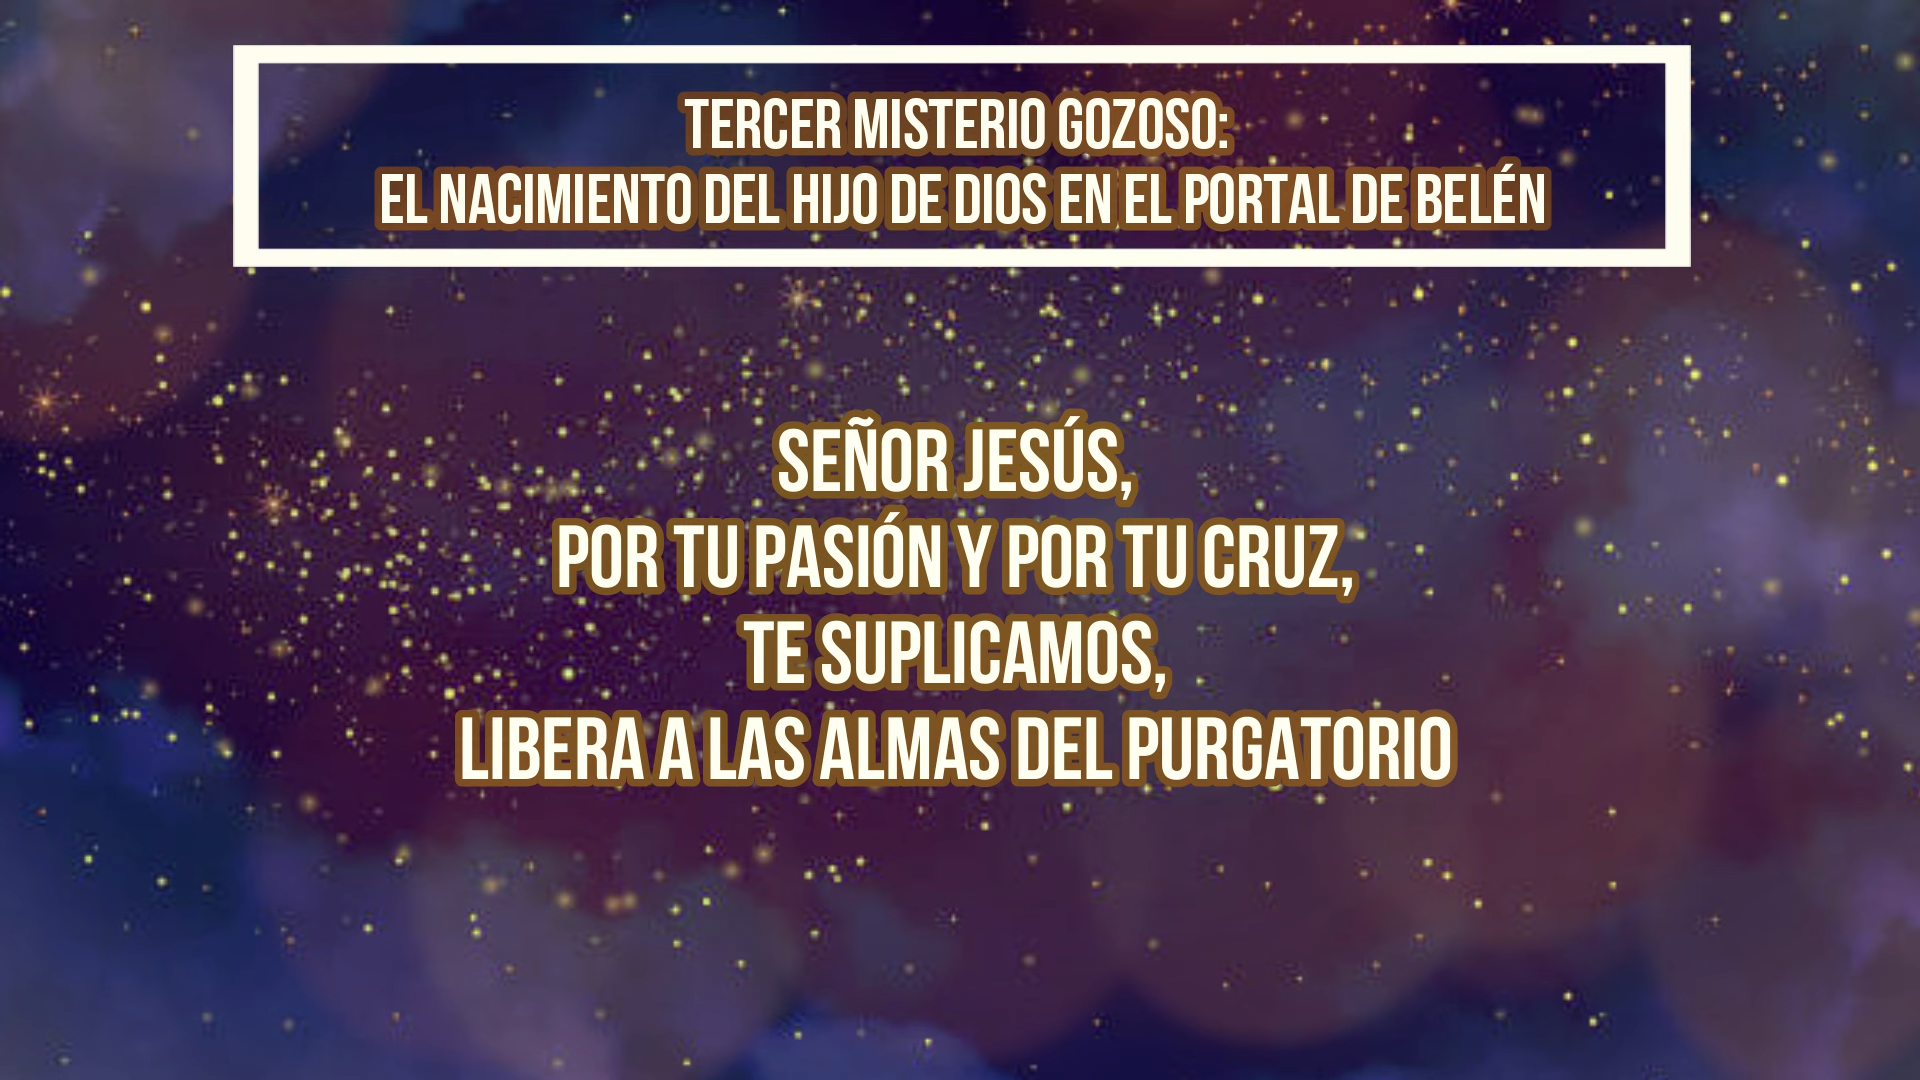 TERCER MISTERIO GOZOSO:
EL NACIMIENTO DEL HIJO DE DIOS EN EL PORTAL DE BELÉN
SEÑOR JESÚS,
POR TU PASIÓN Y POR TU CRUZ,
TE SUPLICAMOS,
LIBERA A LAS ALMAS DEL PURGATORIO